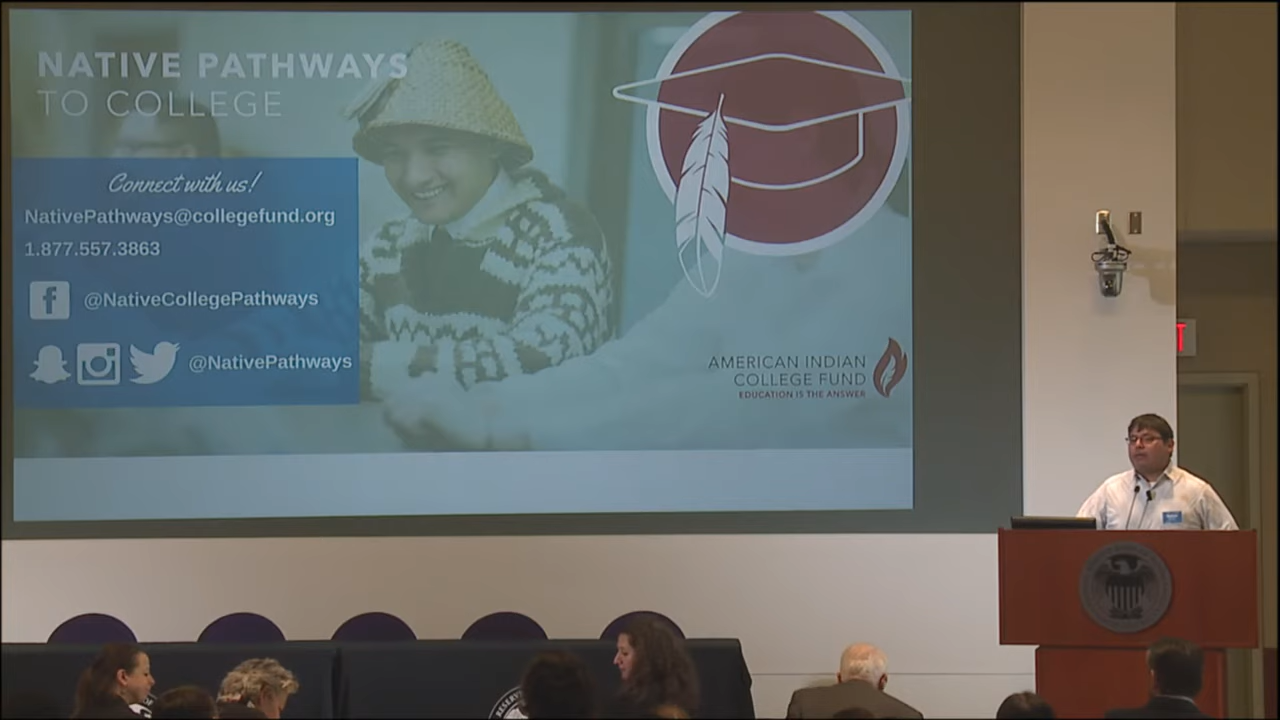 NATIVE PATHWAYS
TO COLLEGE
Connect with us!
NativePathways@collegefund.org
1.877.557.3863
@NativeCollegePathways
@NativePathways
AMERICAN INDIAN
COLLEGE FUND
EDUCATION IS THE ANSWER